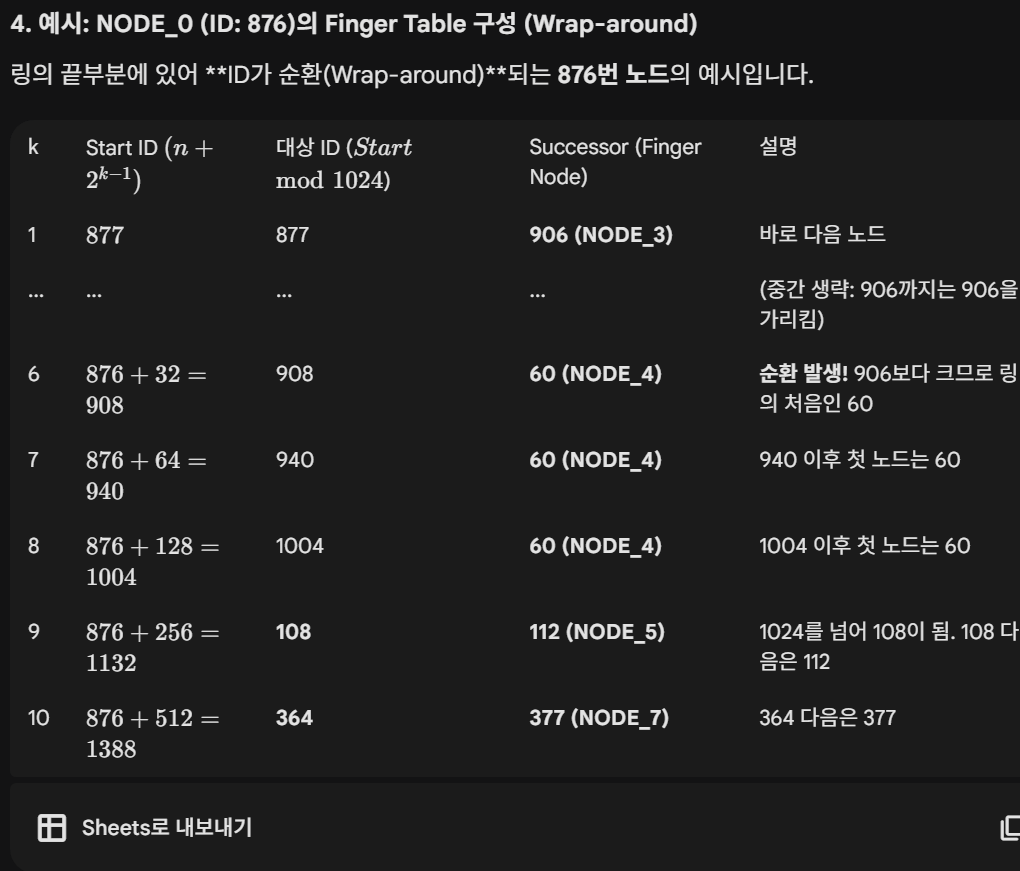 4. 예시: NODE_0 (ID: 876)의 Finger Table 구성 (Wrap-around)
링의 끝부분에 있어 **ID가 순환(Wrap-around)**되는 876번 노드의 예시입니다.
k Start ID (n + 2^{k-1}) 대상 ID (Start mod 1024) Successor (Finger Node) 설명
1 877 877 906 (NODE_3) 바로 다음 노드
... ... ... ... (중간 생략: 906까지는 906을 가리킴)
6 876 + 32 = 908 908 60 (NODE_4) 순환 발생! 906보다 크므로 링의 처음인 60
7 876 + 64 = 940 940 60 (NODE_4) 940 이후 첫 노드는 60
8 876 + 128 = 1004 1004 60 (NODE_4) 1004 이후 첫 노드는 60
9 876 + 256 = 1132 108 112 (NODE_5) 1024를 넘어 108이 됨. 108 다음은 112
10 876 + 512 = 1388 364 377 (NODE_7) 364 다음은 377
Sheets로 내보내기